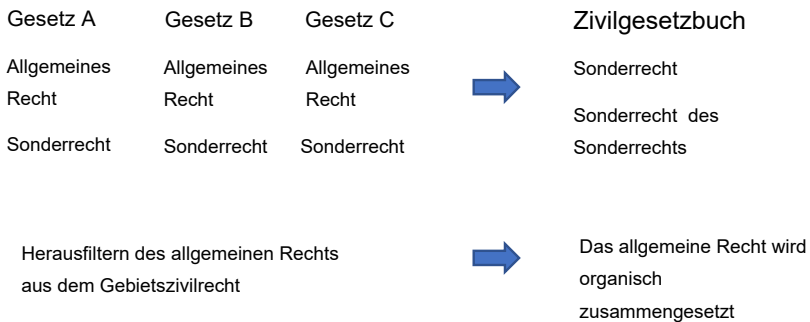 Gesetz A Gesetz B Gesetz C Zivilgesetzbuch
Allgemeines Allgemeines Allgemeines Sonderrecht
Recht Recht Recht
Sonderrecht des
Sonderrecht Sonderrecht Sonderrecht Sonderrechts
Herausfiltern des allgemeinen Rechts
aus dem Gebietszivilrecht
Das allgemeine Recht wird
organisch
zusammengesetzt